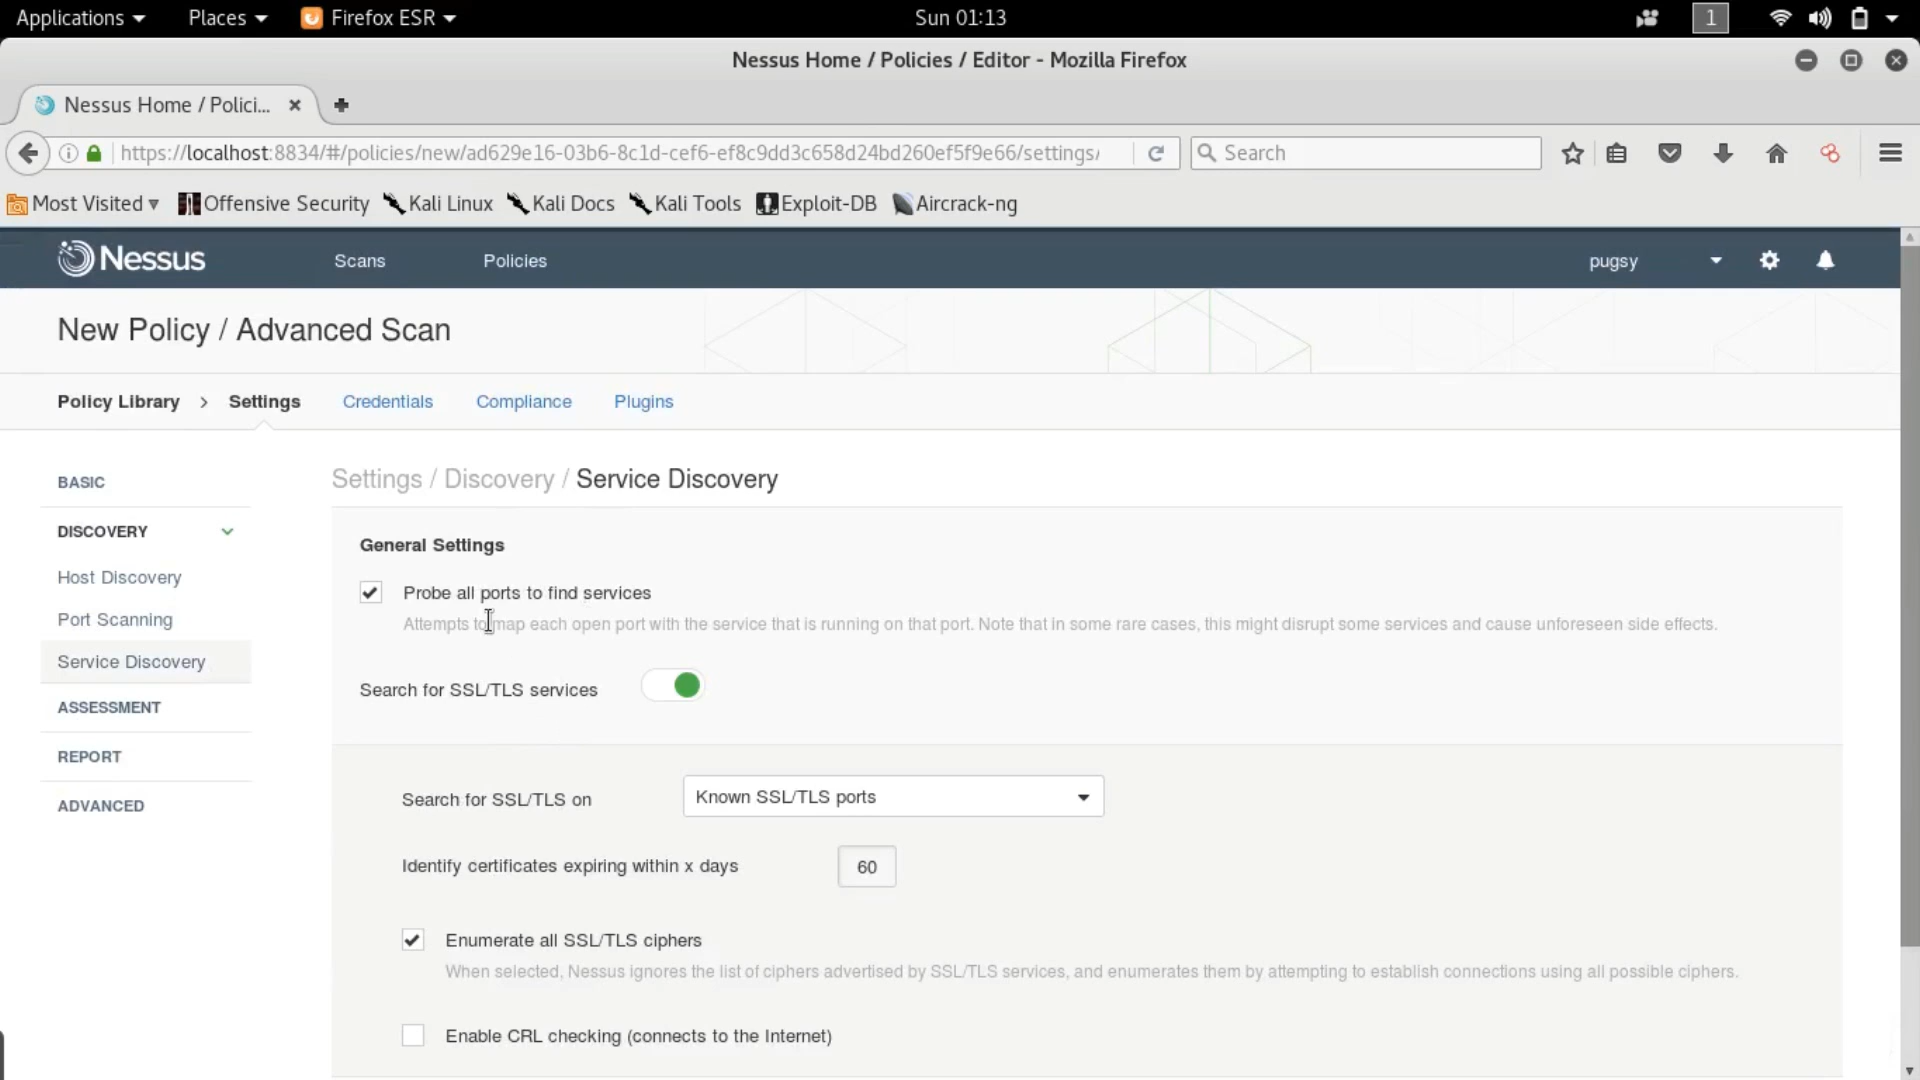 Applications Places Firefox ESR Sun 01:13 1
Nessus Home / Policies / Editor - Mozilla Firefox
Nessus Home / Polici...
https://localhost:8834/#/policies/new/ad629e16-03b6-8c1d-cef6-ef8c9dd3c658d24bd260ef5f9e66/settings/ Search
Most Visited Offensive Security Kali Linux Kali Docs Kali Tools Exploit-DB Aircrack-ng
Nessus Scans Policies pugsy
New Policy / Advanced Scan
Policy Library > Settings Credentials Compliance Plugins
BASIC
DISCOVERY
Host Discovery
Port Scanning
Service Discovery
ASSESSMENT
REPORT
ADVANCED
Settings / Discovery / Service Discovery
General Settings
Probe all ports to find services
Attempts to map each open port with the service that is running on that port. Note that in some rare cases, this might disrupt some services and cause unforeseen side effects.
Search for SSL/TLS services
Search for SSL/TLS on Known SSL/TLS ports
Identify certificates expiring within x days 60
Enumerate all SSL/TLS ciphers
When selected, Nessus ignores the list of ciphers advertised by SSL/TLS services, and enumerates them by attempting to establish connections using all possible ciphers.
Enable CRL checking (connects to the Internet)